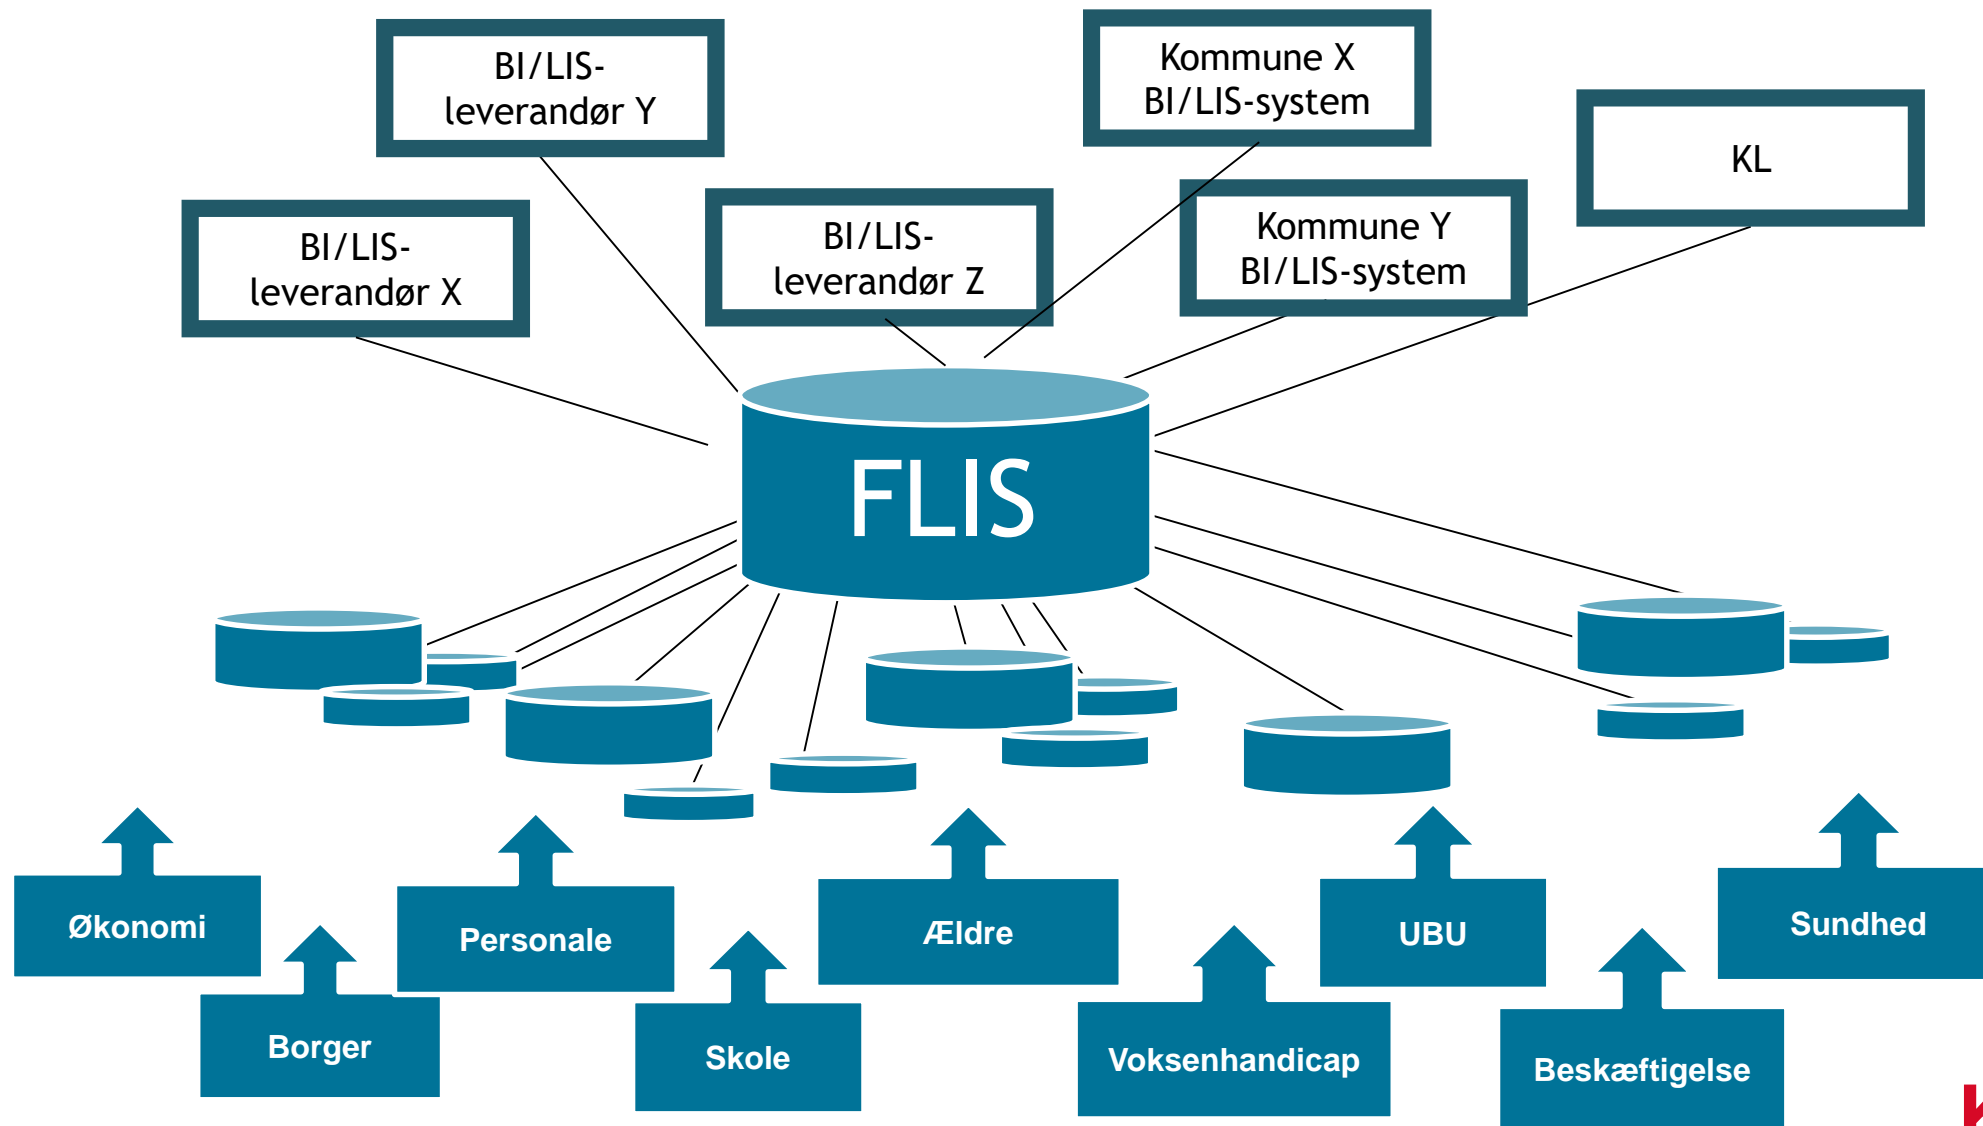 BI/LIS-
leverandør Y
Kommune X
BI/LIS-system
KL
BI/LIS-
leverandør X
BI/LIS-
leverandør Z
Kommune Y
BI/LIS-system
FLIS
Økonomi
Personale
Ældre
UBU
Sundhed
Borger
Skole
Voksenhandicap
Beskæftigelse